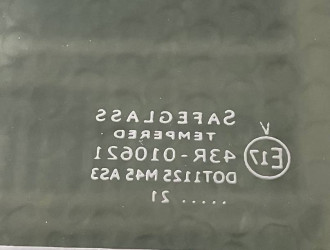 SAFEGLASS
TEMPERED
V
E17 43R-010621
DOT1125 M45 AS3
..... 21